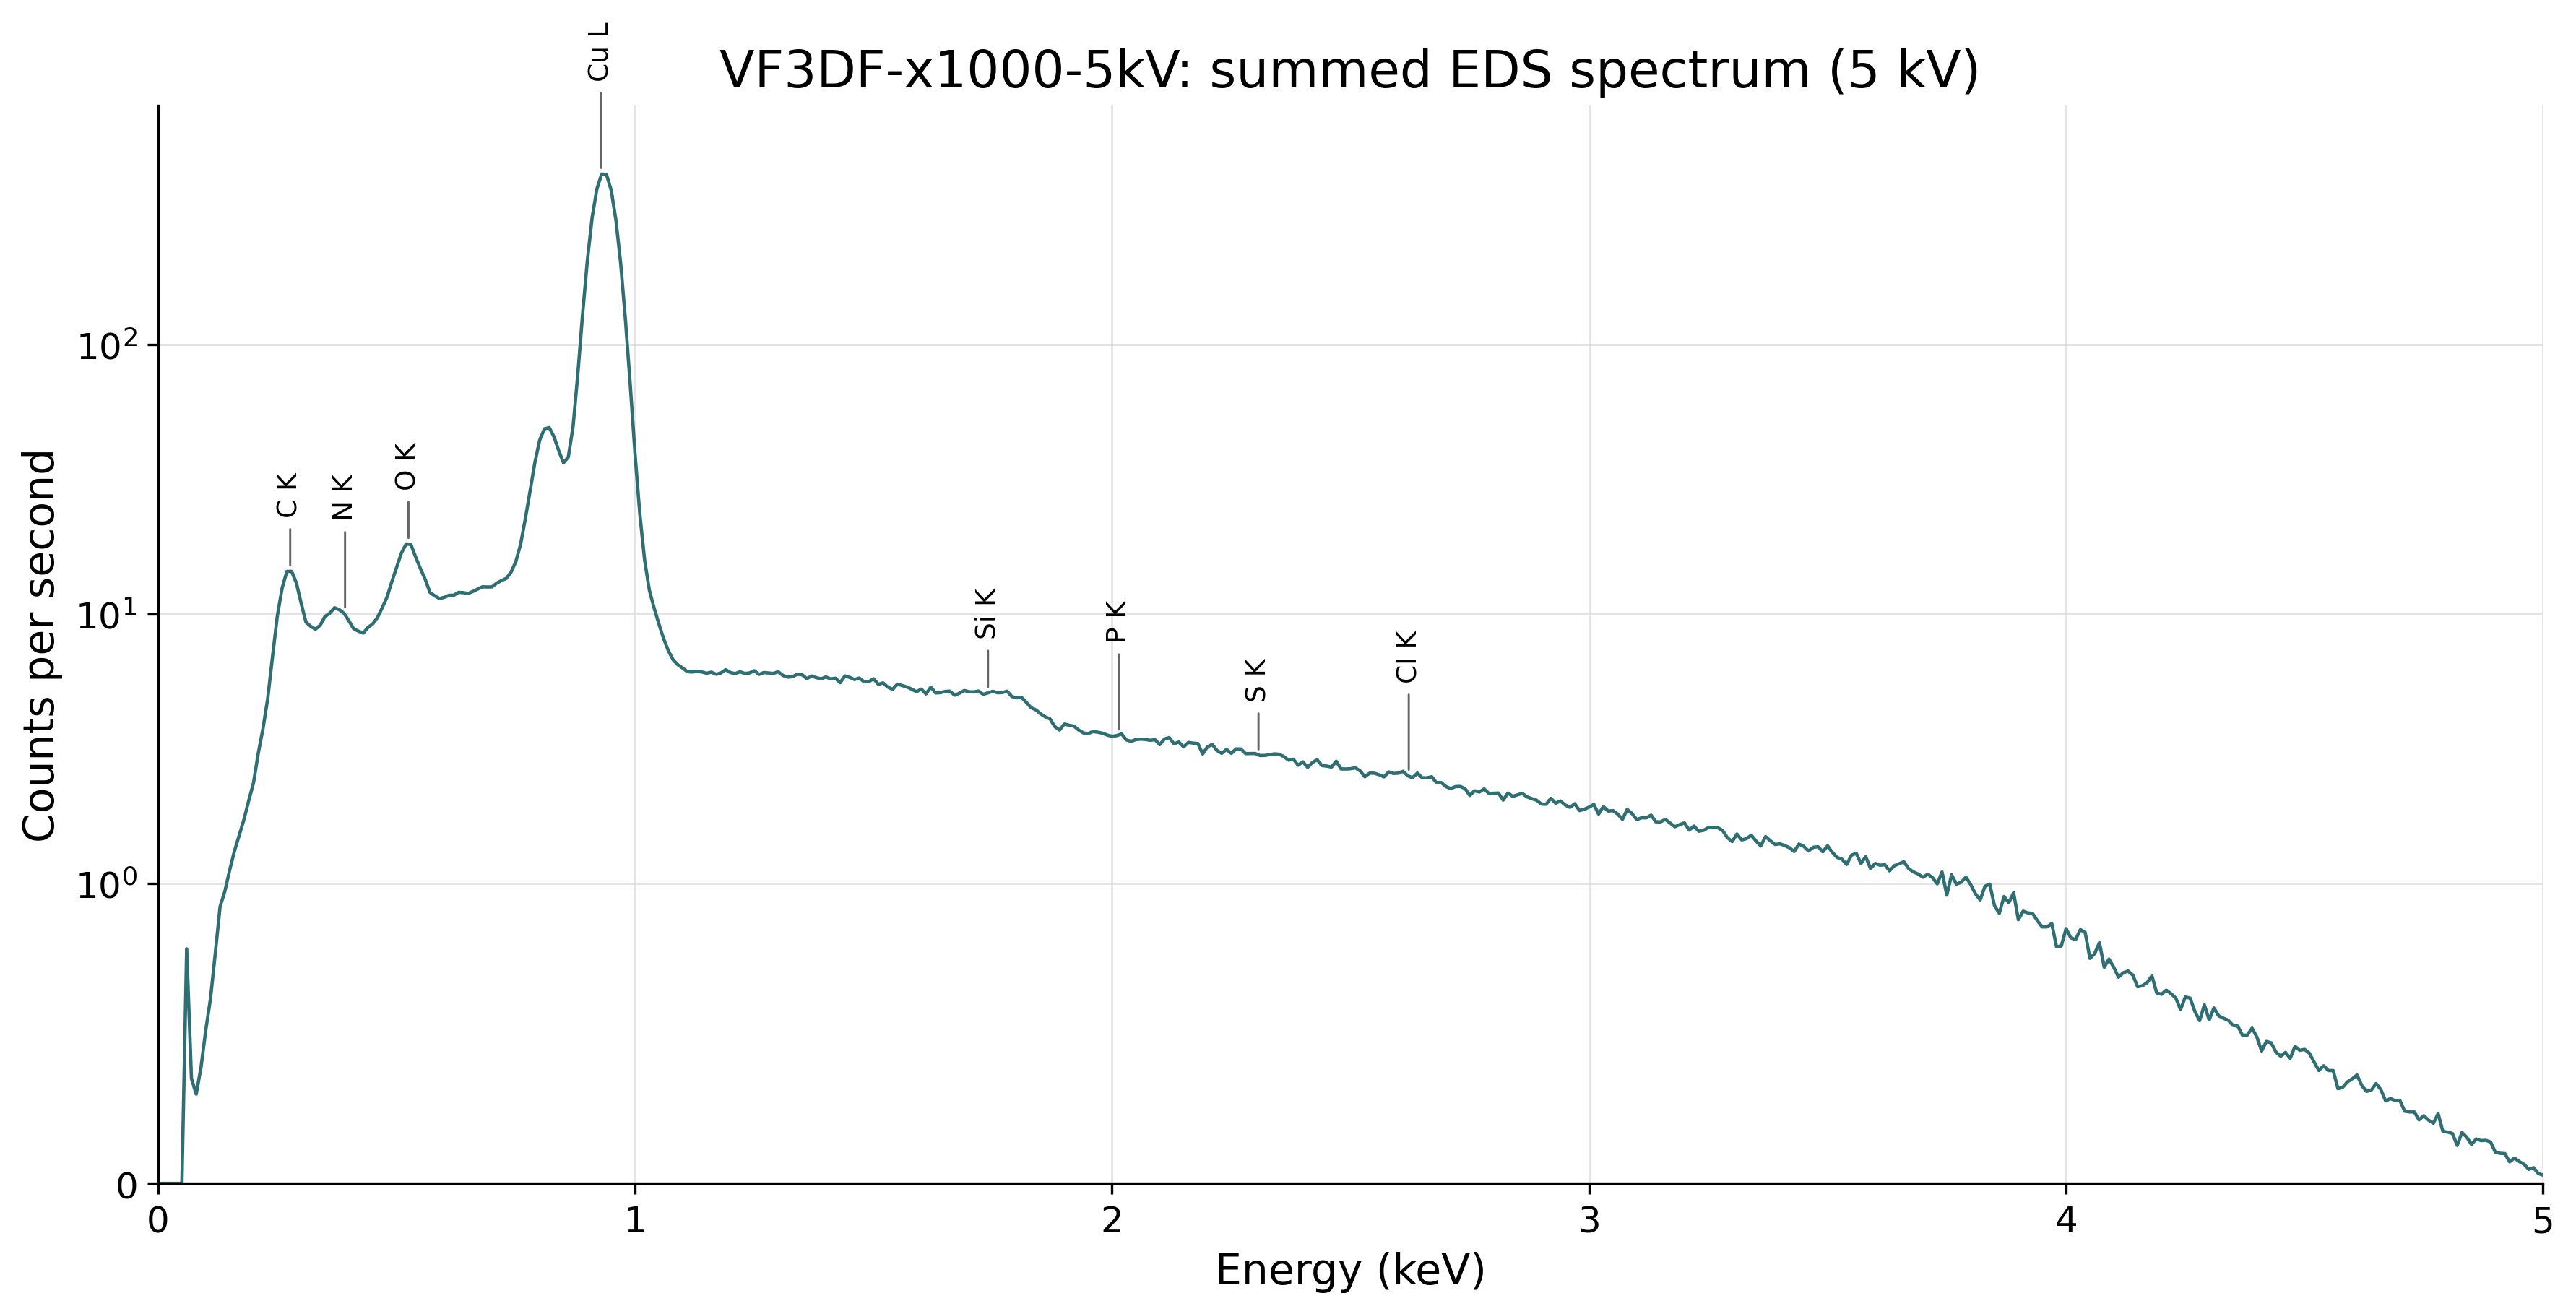 VF3DF-x1000-5kV: summed EDS spectrum (5 kV)
Cu L
C K
N K
O K
Si K
P K
S K
Cl K
Counts per second
10²
10¹
10⁰
0
0 1 2 3 4 5
Energy (keV)